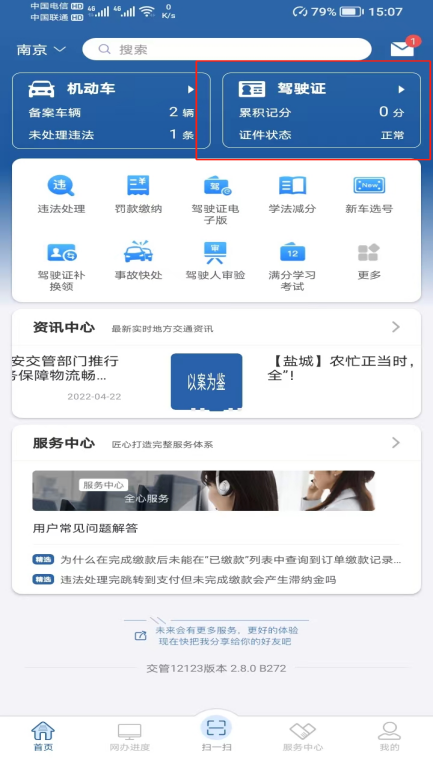 中国电信 HD 4G 4G 0 K/s 79% 15:07
中国联通 HD
南京 搜索 1
机动车
备案车辆 2 辆
未处理违法 1 条
驾驶证
累积记分 0 分
证件状态 正常
违 三羊 驾 New
违法处理 罚款缴纳 驾驶证电子版 学法减分 新车选号
审 12
驾驶证补换领 事故快处 驾驶人审验 满分学习考试 更多
资讯中心 最新实时地方交通资讯
安交管部门推行
保障物流畅...
2022-04-22
以案为鉴
【盐城】农忙正当时，
全"!
服务中心 匠心打造完整服务体系
服务中心
全心服务
用户常见问题解答
精选 为什么在完成缴款后未能在"已缴款"列表中查询到订单缴款记录...
精选 违法处理完跳转到支付但未完成缴款会产生滞纳金吗
未来会有更多服务，更好的体验
现在快把我分享给你的好友吧
交管12123版本 2.8.0 B272
首页 网办进度 扫一扫 服务中心 我的